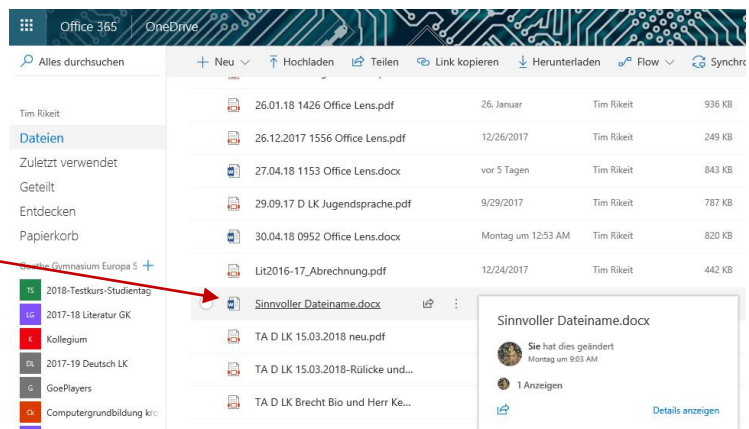 Office 365 OneDrive
Alles durchsuchen
Neu Hochladen Teilen Link kopieren Herunterladen Flow Synchro
Tim Rikeit
Dateien
Zuletzt verwendet
Geteilt
Entdecken
Papierkorb
Goethe Gymnasium Europa S +
TS 2018-Testkurs-Studientag
LG 2017-18 Literatur GK
K Kollegium
DL 2017-19 Deutsch LK
G GoePlayers
Ck Computergrundbildung kro
26.01.18 1426 Office Lens.pdf 26. Januar Tim Rikeit 936 KB
26.12.2017 1556 Office Lens.pdf 12/26/2017 Tim Rikeit 249 KB
27.04.18 1153 Office Lens.docx vor 5 Tagen Tim Rikeit 843 KB
29.09.17 D LK Jugendsprache.pdf 9/29/2017 Tim Rikeit 787 KB
30.04.18 0952 Office Lens.docx Montag um 12:53 AM Tim Rikeit 820 KB
Lit2016-17_Abrechnung.pdf 12/24/2017 Tim Rikeit 442 KB
Sinnvoller Dateiname.docx
TA D LK 15.03.2018 neu.pdf
TA D LK 15.03.2018-Rülicke und...
TA D LK Brecht Bio und Herr Ke...
Sinnvoller Dateiname.docx
Sie hat dies geändert
Montag um 9:03 AM
1 Anzeigen
Details anzeigen